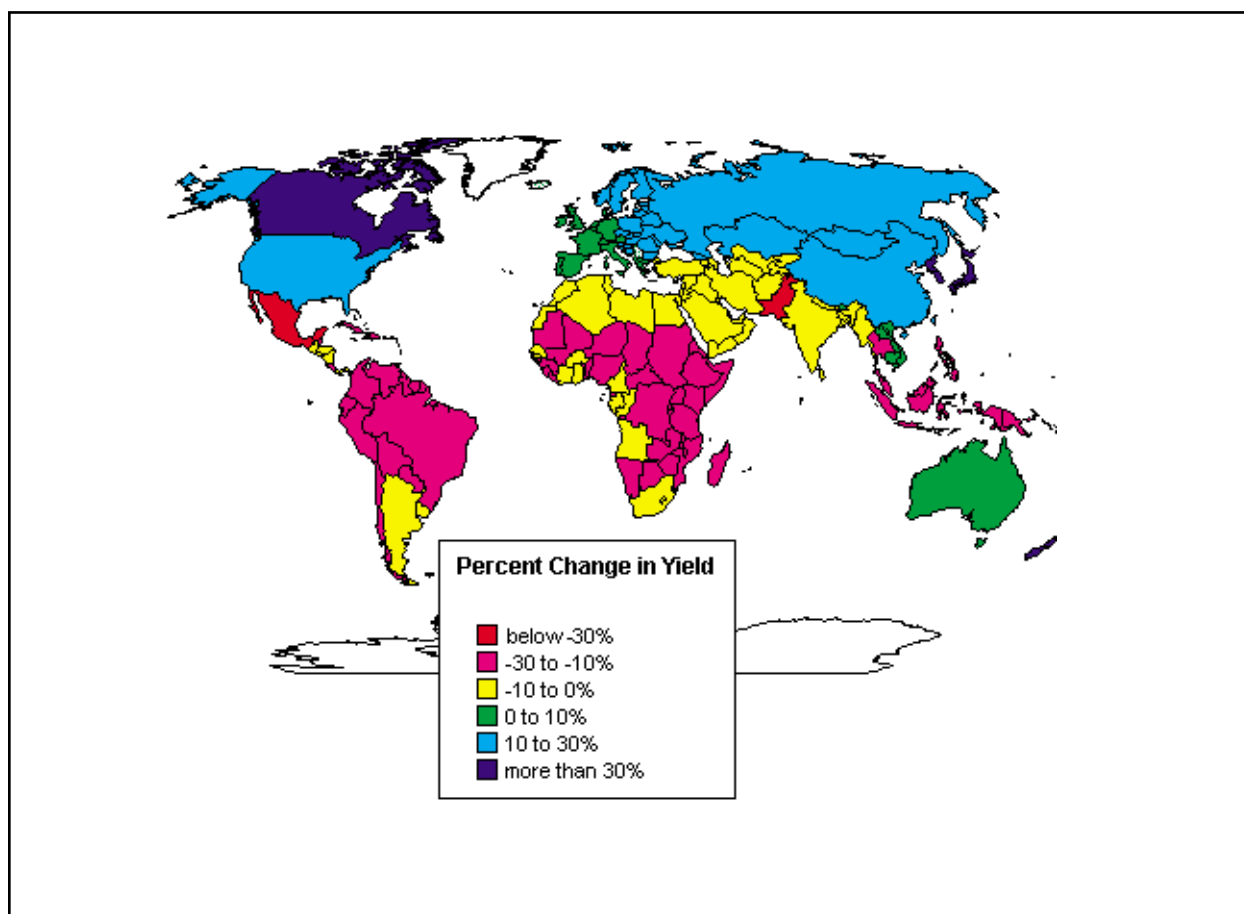 Percent Change in Yield
below -30%
-30 to -10%
-10 to 0%
0 to 10%
10 to 30%
more than 30%